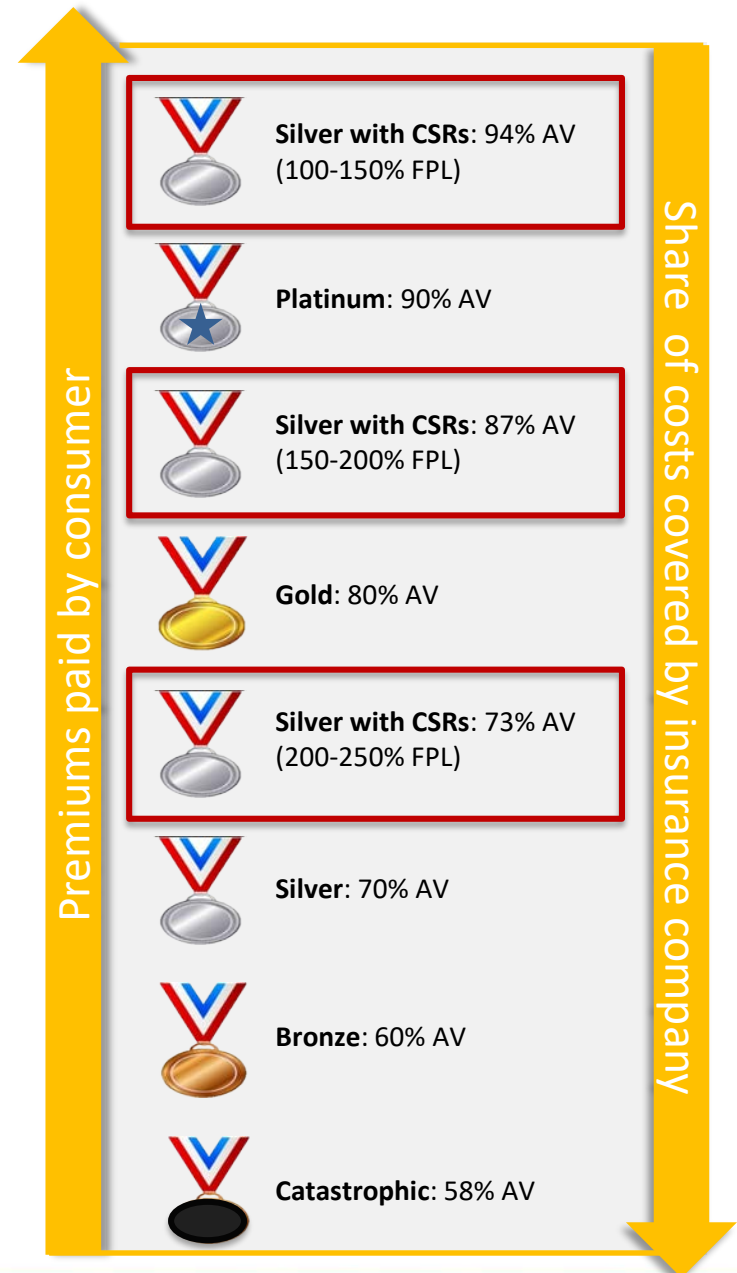 Premiums paid by consumer
Silver with CSRs: 94% AV
(100-150% FPL)
Platinum: 90% AV
Silver with CSRs: 87% AV
(150-200% FPL)
Gold: 80% AV
Silver with CSRs: 73% AV
(200-250% FPL)
Silver: 70% AV
Bronze: 60% AV
Catastrophic: 58% AV
Share of costs covered by insurance company